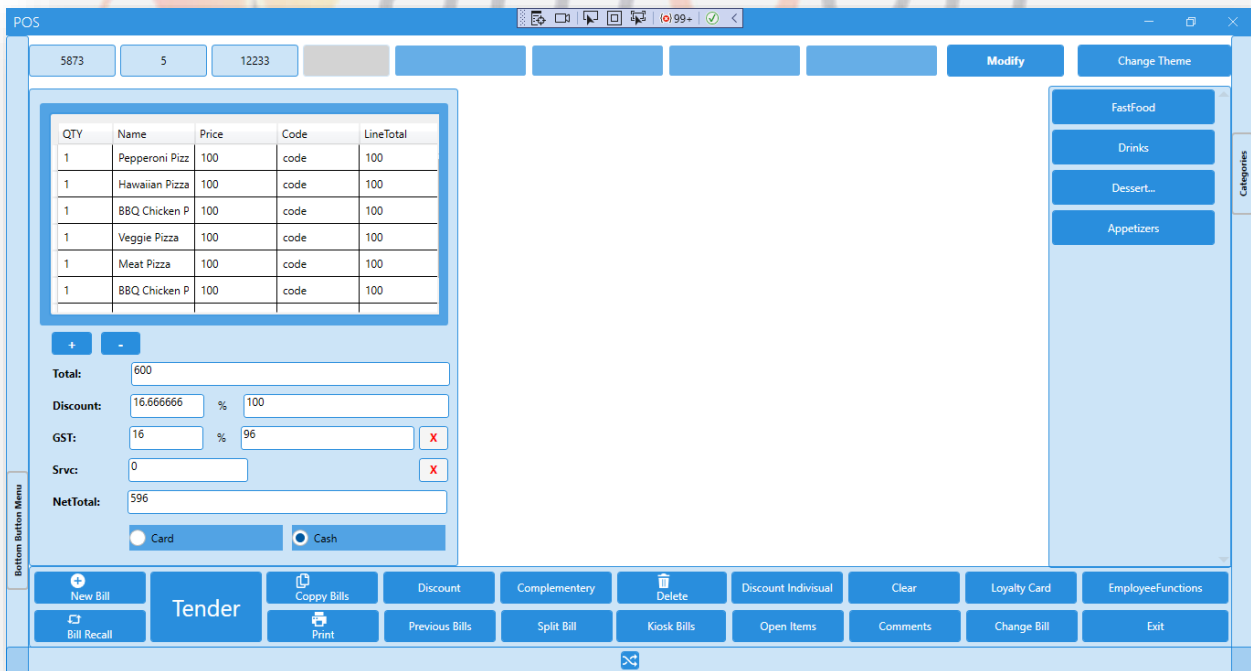 POS
99+
5873 5 12233 Modify Change Theme
QTY Name Price Code LineTotal
1 Pepperoni Pizz 100 code 100
1 Hawaiian Pizza 100 code 100
1 BBQ Chicken P 100 code 100
1 Veggie Pizza 100 code 100
1 Meat Pizza 100 code 100
1 BBQ Chicken P 100 code 100
+ -
Total: 600
Discount: 16.666666 % 100
GST: 16 % 96 X
Srvc: 0 X
NetTotal: 596
Card Cash
FastFood
Drinks
Dessert...
Appetizers
Categories
Bottom Button Menu
New Bill Tender Coppy Bills Discount Complementery Delete Discount Indivisual Clear Loyalty Card EmployeeFunctions
Bill Recall Print Previous Bills Split Bill Kiosk Bills Open Items Comments Change Bill Exit